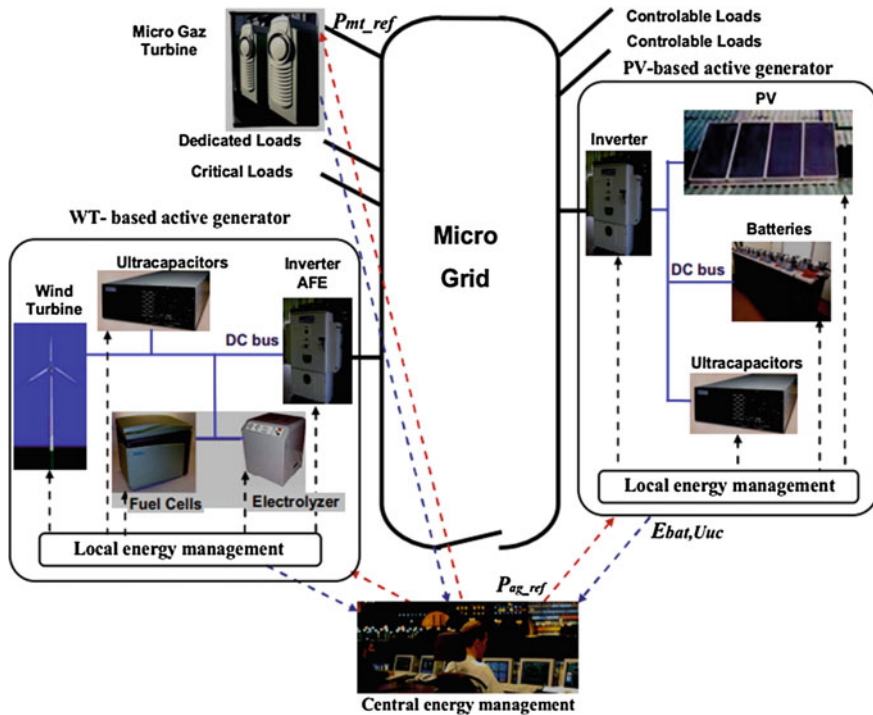 Micro Gaz
Turbine
Pmt_ref
Controlable Loads
Controlable Loads
PV-based active generator
PV
Inverter
Dedicated Loads
Critical Loads
WT- based active generator
Batteries
Micro
Grid
Ultracapacitors
Inverter
AFE
Wind
Turbine
DC bus
DC bus
Ultracapacitors
Fuel Cells
Electrolyzer
Local energy management
Local energy management
Ebat,Uuc
Pag_ref
Central energy management